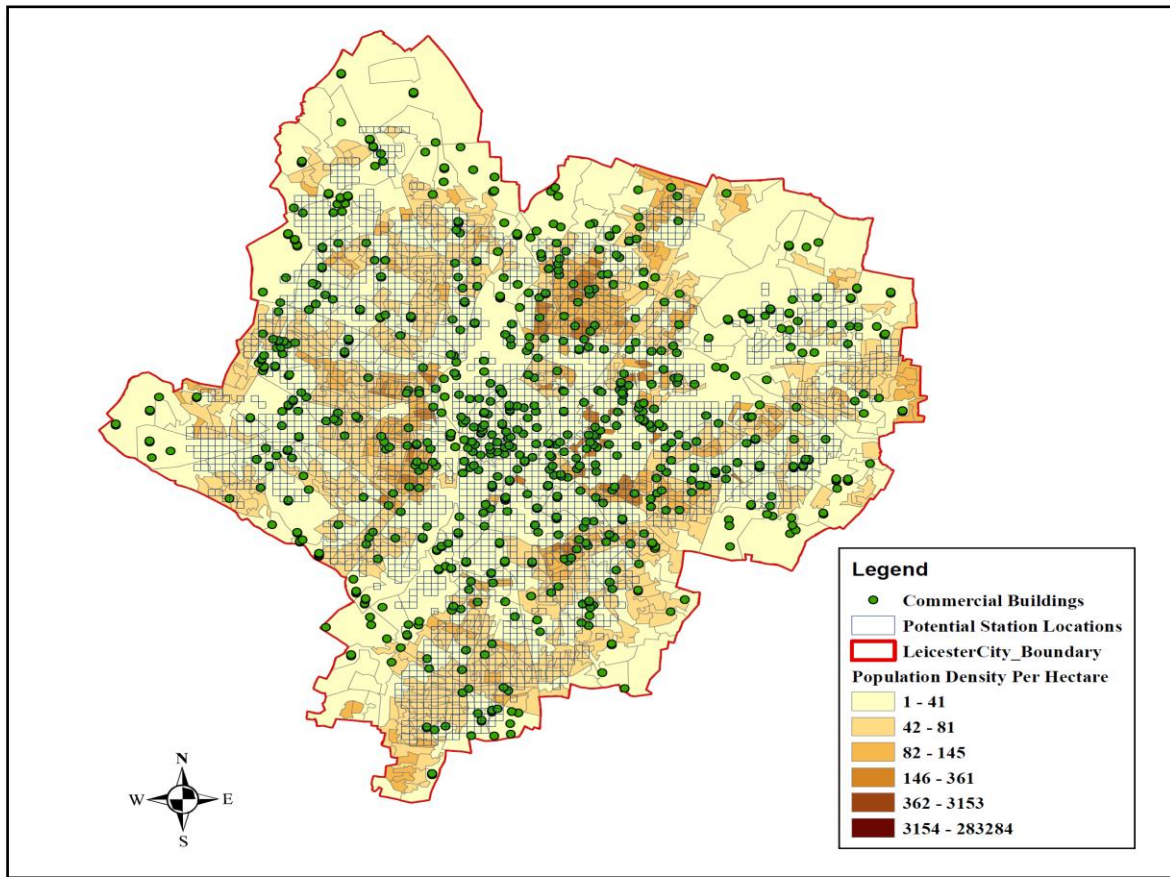 Legend
Commercial Buildings
Potential Station Locations
LeicesterCity_Boundary
Population Density Per Hectare
1 - 41
42 - 81
82 - 145
146 - 361
362 - 3153
3154 - 283284
N
W E
S